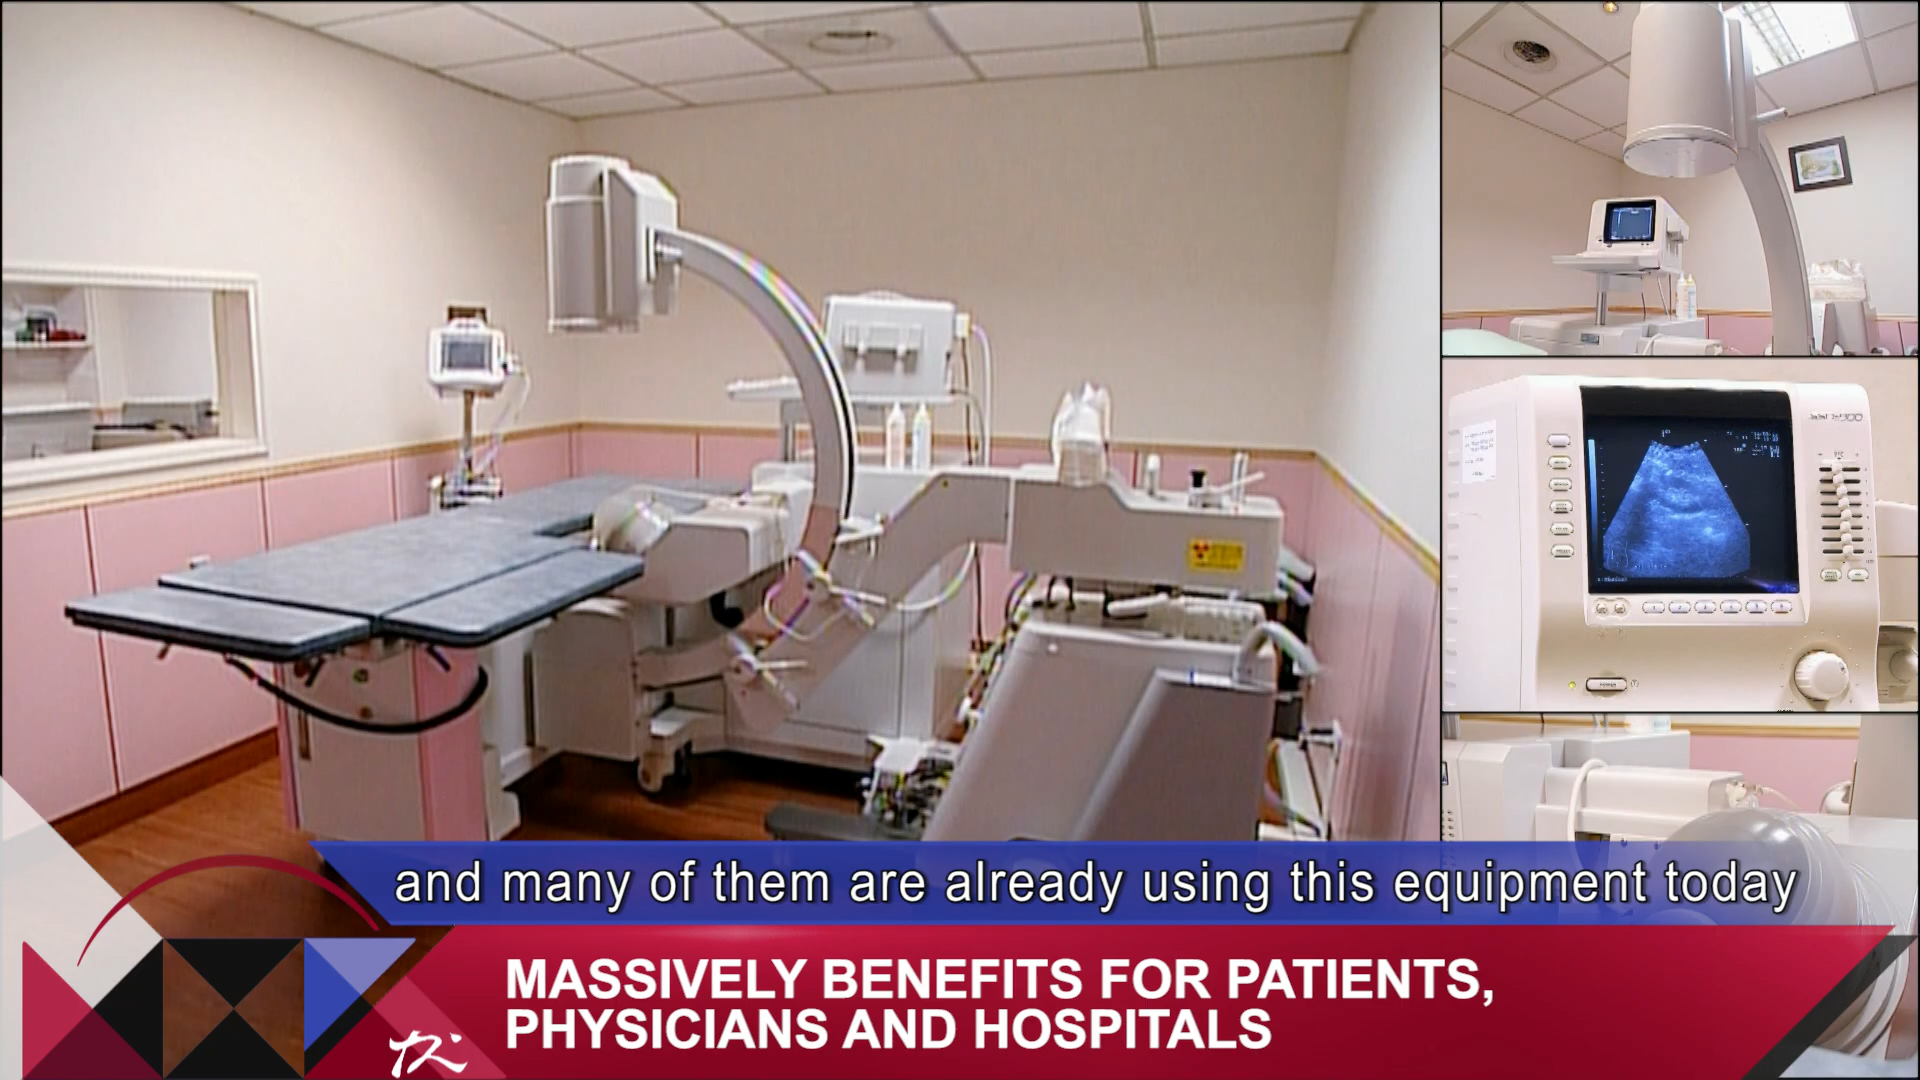 and many of them are already using this equipment today
MASSIVELY BENEFITS FOR PATIENTS,
PHYSICIANS AND HOSPITALS